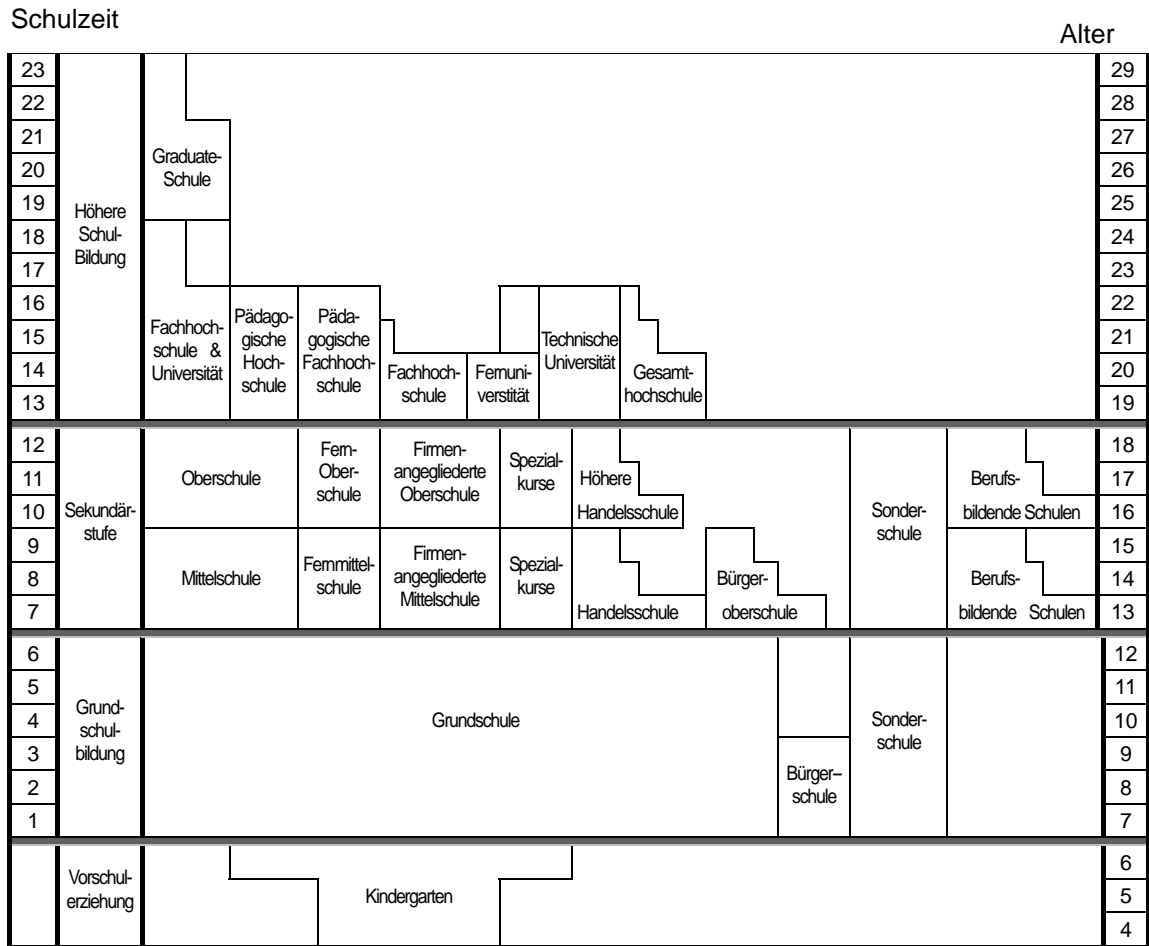 Schulzeit
Alter
23
22
21
20
19
18
17
16
15
14
13
Höhere
Schul-
Bildung
Graduate-
Schule
Fachhoch-
schule &
Universität
Pädago-
gische
Hoch-
schule
Päda-
gogische
Fachhoch-
schule
Fachhoch-
schule
Fernuni-
verstität
Technische
Universität
Gesamt-
hochschule
29
28
27
26
25
24
23
22
21
20
19
12
11
10
9
8
7
Sekundär-
stufe
Oberschule
Fern-
Ober-
schule
Firmen-
angegliederte
Oberschule
Spezial-
kurse
Höhere
Handelsschule
Mittelschule
Fernmittel-
schule
Firmen-
angegliederte
Mittelschule
Spezial-
kurse
Handelsschule
Bürger-
oberschule
Sonder-
schule
Berufs-
bildende Schulen
Berufs-
bildende Schulen
18
17
16
15
14
13
6
5
4
3
2
1
Grund-
schul-
bildung
Grundschule
Bürger–
schule
Sonder-
schule
12
11
10
9
8
7
Vorschul-
erziehung
Kindergarten
6
5
4